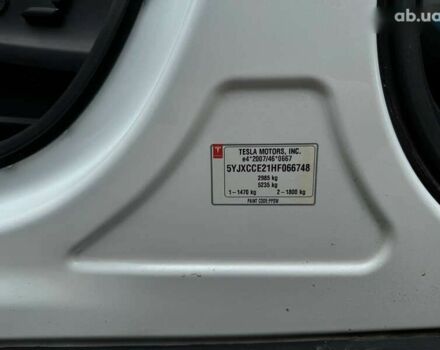 ab.ua
TESLA MOTORS, INC.
e4*2007/46*0667
5YJXCCE21HF066748
2985 kg
5235 kg
1 - 1470 kg 2 - 1800 kg
PAINT CODE:PPSW